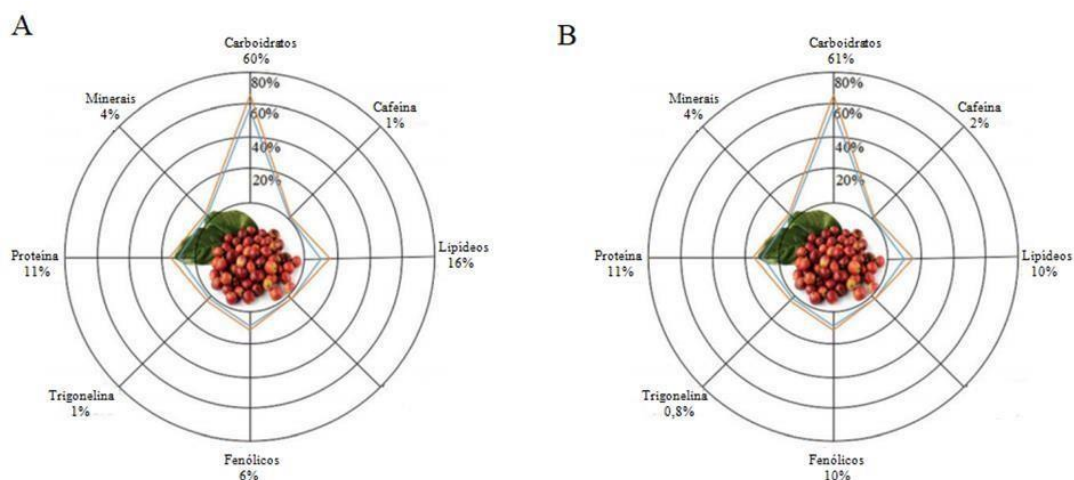 A
Carboidratos
60%
80%
60%
40%
20%
Cafeína
1%
Lipídeos
16%
Fenólicos
6%
Trigonelina
1%
Proteína
11%
Minerais
4%
B
Carboidratos
61%
80%
60%
40%
20%
Cafeína
2%
Lipídeos
10%
Fenólicos
10%
Trigonelina
0,8%
Proteína
11%
Minerais
4%